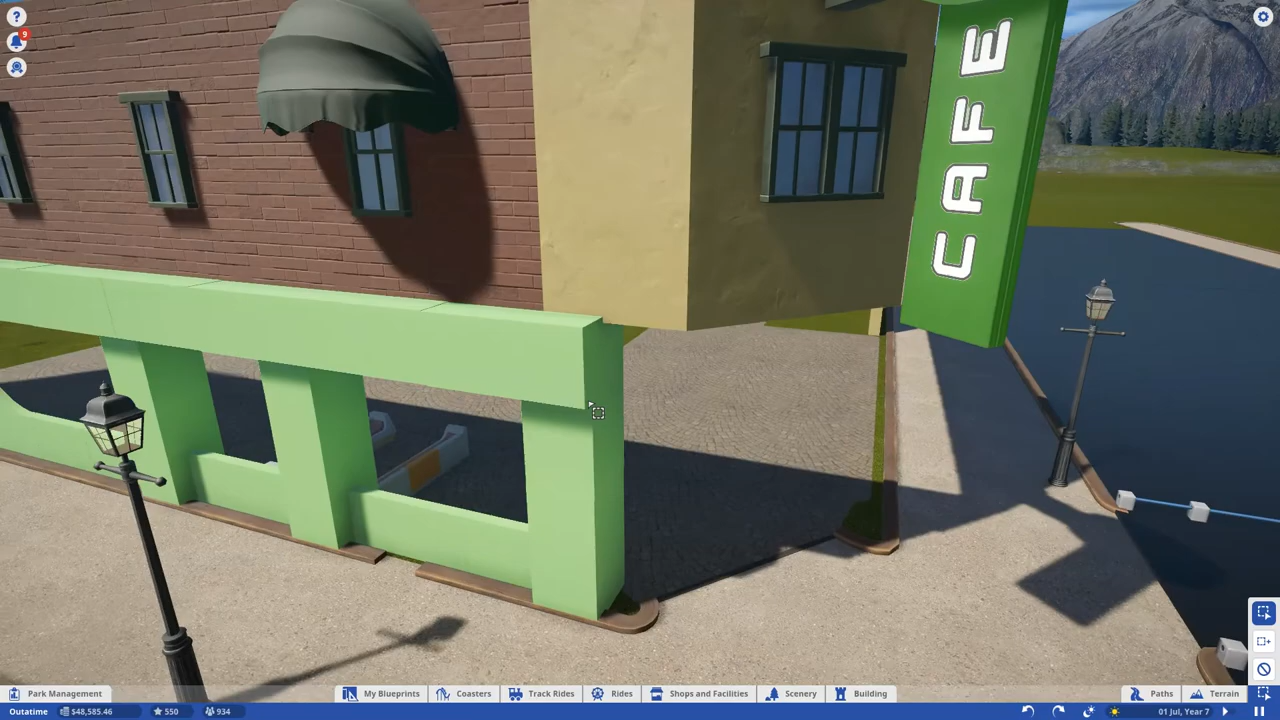 ?
9
CAFE
Park Management
My Blueprints
Coasters
Track Rides
Rides
Shops and Facilities
Scenery
Building
Paths
Terrain
Outatime
$48,585.46
550
934
01 Jul, Year 7